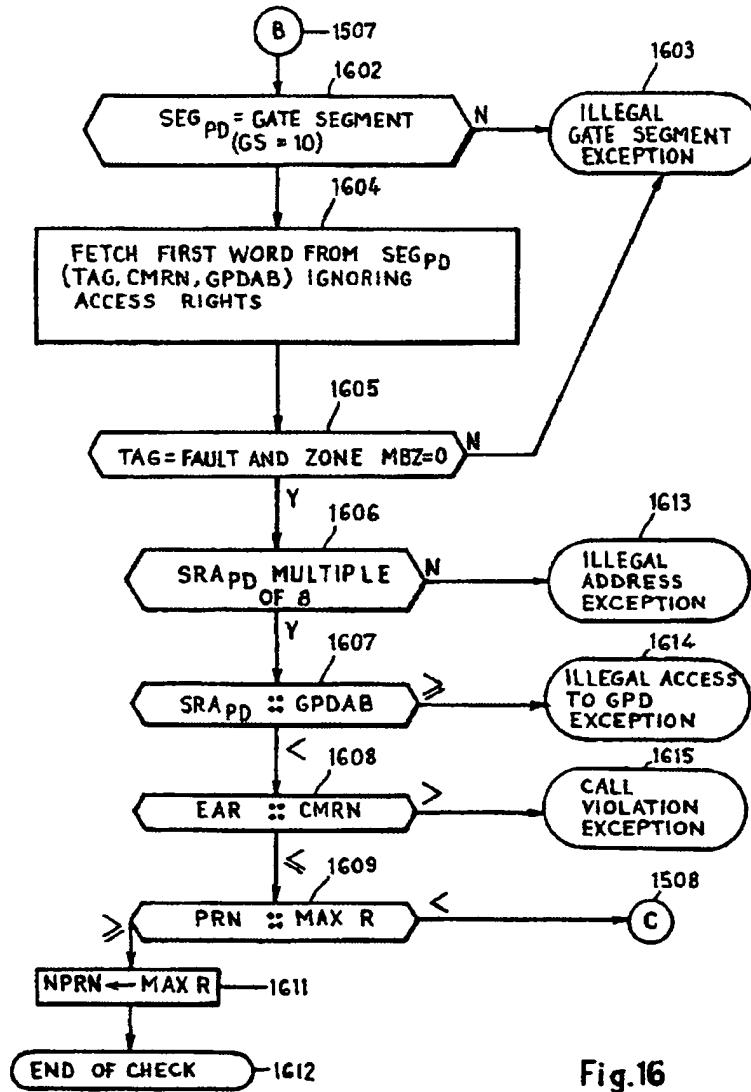 B
1507
1602
1603
SEG PD = GATE SEGMENT
(GS = 10)
N
ILLEGAL
GATE SEGMENT
EXCEPTION
1604
FETCH FIRST WORD FROM SEG PD
(TAG, CMRN, GPDAB) IGNORING
ACCESS RIGHTS
1605
TAG = FAULT AND ZONE MBZ=0
N
Y
1606
1613
SRA PD MULTIPLE
OF 8
N
ILLEGAL
ADDRESS
EXCEPTION
Y
1607
1614
SRA PD :: GPDAB
≥
ILLEGAL ACCESS
TO GPD
EXCEPTION
<
1608
1615
EAR :: CMRN
>
CALL
VIOLATION
EXCEPTION
≤
1609
1508
PRN :: MAX R
<
C
≥
NPRN ← MAX R
1611
END OF CHECK
1612
Fig.16